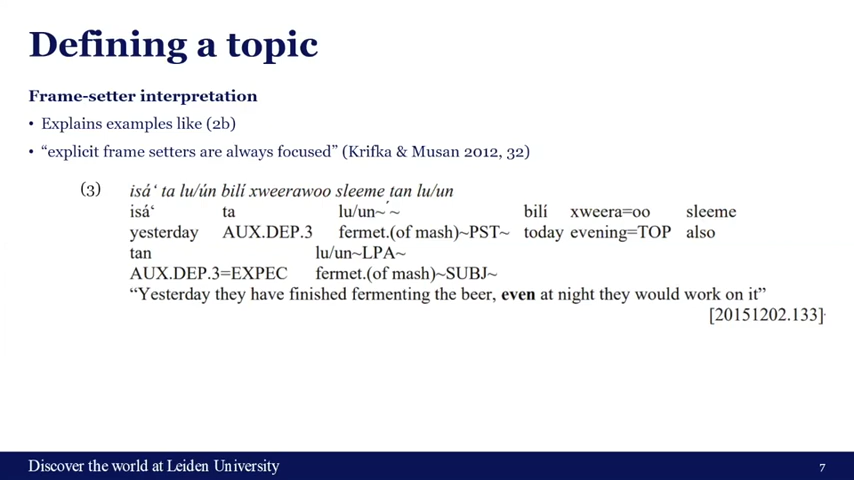 Defining a topic
Frame-setter interpretation
• Explains examples like (2b)
• “explicit frame setters are always focused” (Krifka & Musan 2012, 32)
(3) isá‘ ta lu/ún bilí xweerawoo sleeme tan lu/un
isá‘ ta lu/un~´~ bilí xweera=oo sleeme
yesterday AUX.DEP.3 fermet.(of mash)~PST~ today evening=TOP also
tan lu/un~LPA~
AUX.DEP.3=EXPEC fermet.(of mash)~SUBJ~
“Yesterday they have finished fermenting the beer, even at night they would work on it”
[20151202.133]
Discover the world at Leiden University 7